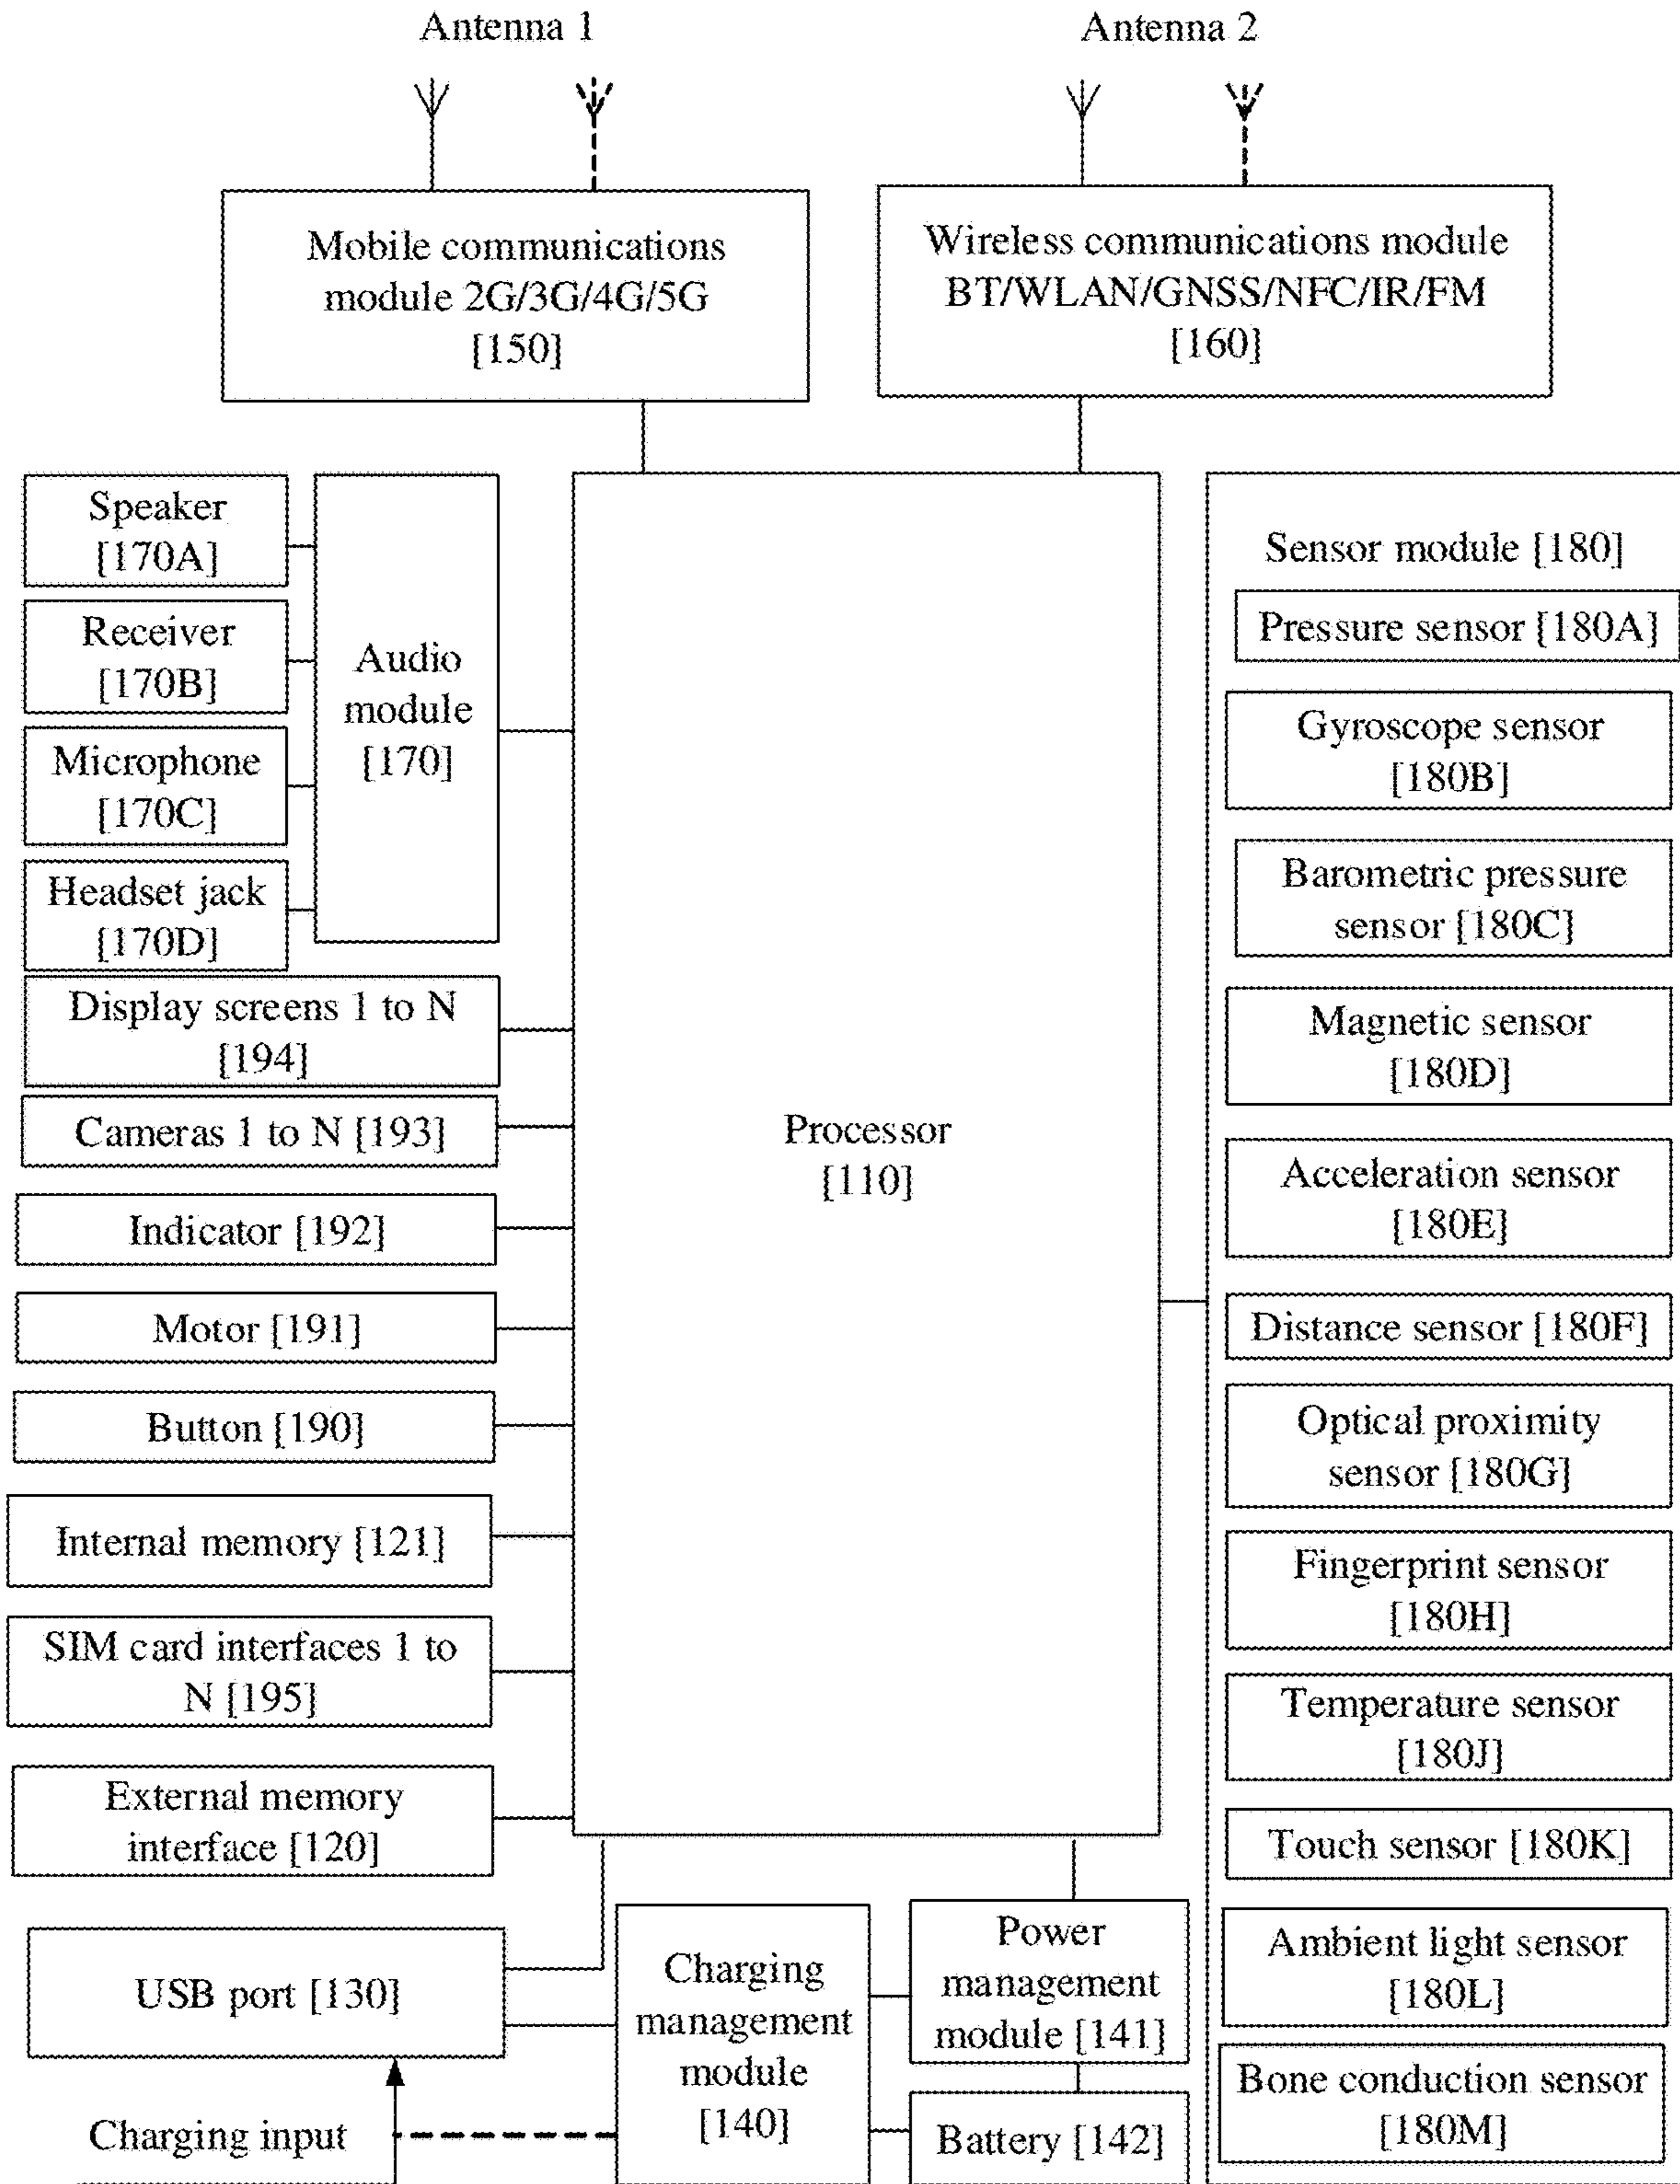 Antenna 1
Antenna 2
Mobile communications
module 2G/3G/4G/5G
[150]
Wireless communications module
BT/WLAN/GNSS/NFC/IR/FM
[160]
Speaker
[170A]
Receiver
[170B]
Microphone
[170C]
Headset jack
[170D]
Audio
module
[170]
Display screens 1 to N
[194]
Cameras 1 to N [193]
Indicator [192]
Motor [191]
Button [190]
Internal memory [121]
SIM card interfaces 1 to
N [195]
External memory
interface [120]
USB port [130]
Charging input
Processor
[110]
Charging
management
module
[140]
Power
management
module [141]
Battery [142]
Sensor module [180]
Pressure sensor [180A]
Gyroscope sensor
[180B]
Barometric pressure
sensor [180C]
Magnetic sensor
[180D]
Acceleration sensor
[180E]
Distance sensor [180F]
Optical proximity
sensor [180G]
Fingerprint sensor
[180H]
Temperature sensor
[180J]
Touch sensor [180K]
Ambient light sensor
[180L]
Bone conduction sensor
[180M]